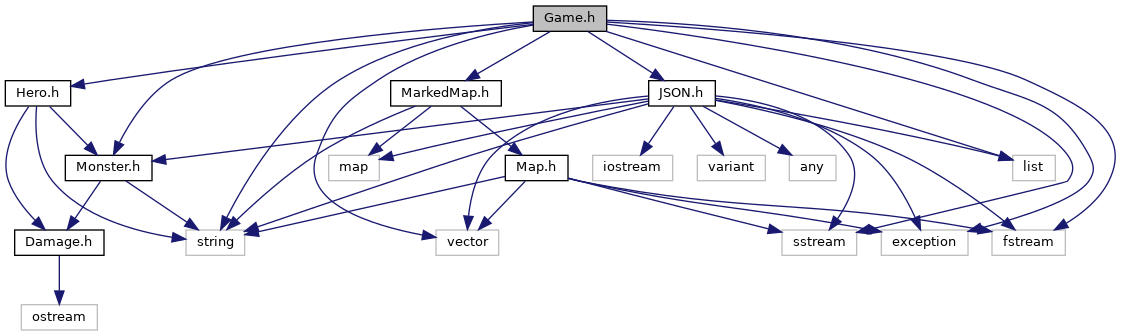 Game.h
Hero.h
MarkedMap.h
JSON.h
Monster.h
map
Map.h
iostream
variant
any
list
Damage.h
string
vector
sstream
exception
fstream
ostream